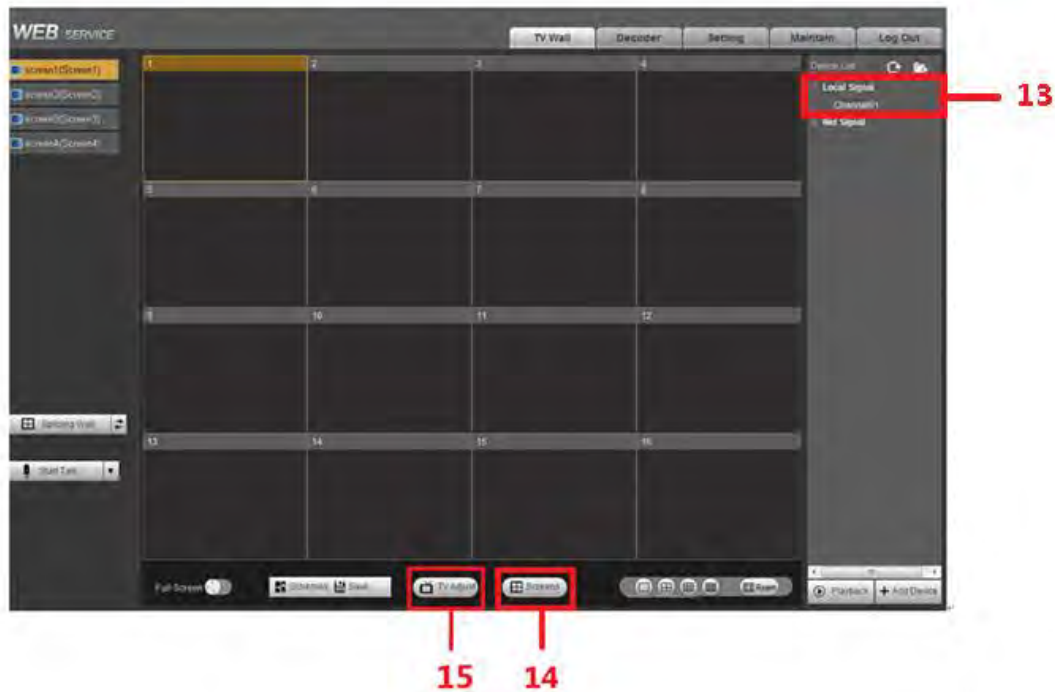 WEB SERVICE
TV Wall Decoder Setting Maintain Log Out
screen1(Screen1)
screen2(Screen2)
screen3(Screen3)
screen4(Screen4)
1 2 3 4
Device List
Local Signal
Channel01
Net Signal
13
5 6 7 8
9 10 11 12
Splicing Wall
13 14 15 16
Start Talk
Full Screen
Schemes Save
TV Adjust
Screens
Playback
Add Device
15 14